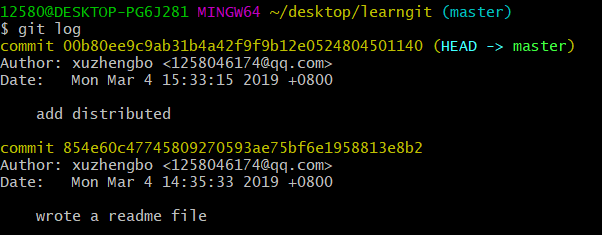 12580@DESKTOP-PG6J281 MINGW64 ~/desktop/learngit (master)
$ git log
commit 00b80ee9c9ab31b4a42f9f9b12e0524804501140 (HEAD -> master)
Author: xuzhengbo <1258046174@qq.com>
Date:   Mon Mar 4 15:33:15 2019 +0800
    add distributed
commit 854e60c47745809270593ae75bf6e1958813e8b2
Author: xuzhengbo <1258046174@qq.com>
Date:   Mon Mar 4 14:35:33 2019 +0800
    wrote a readme file